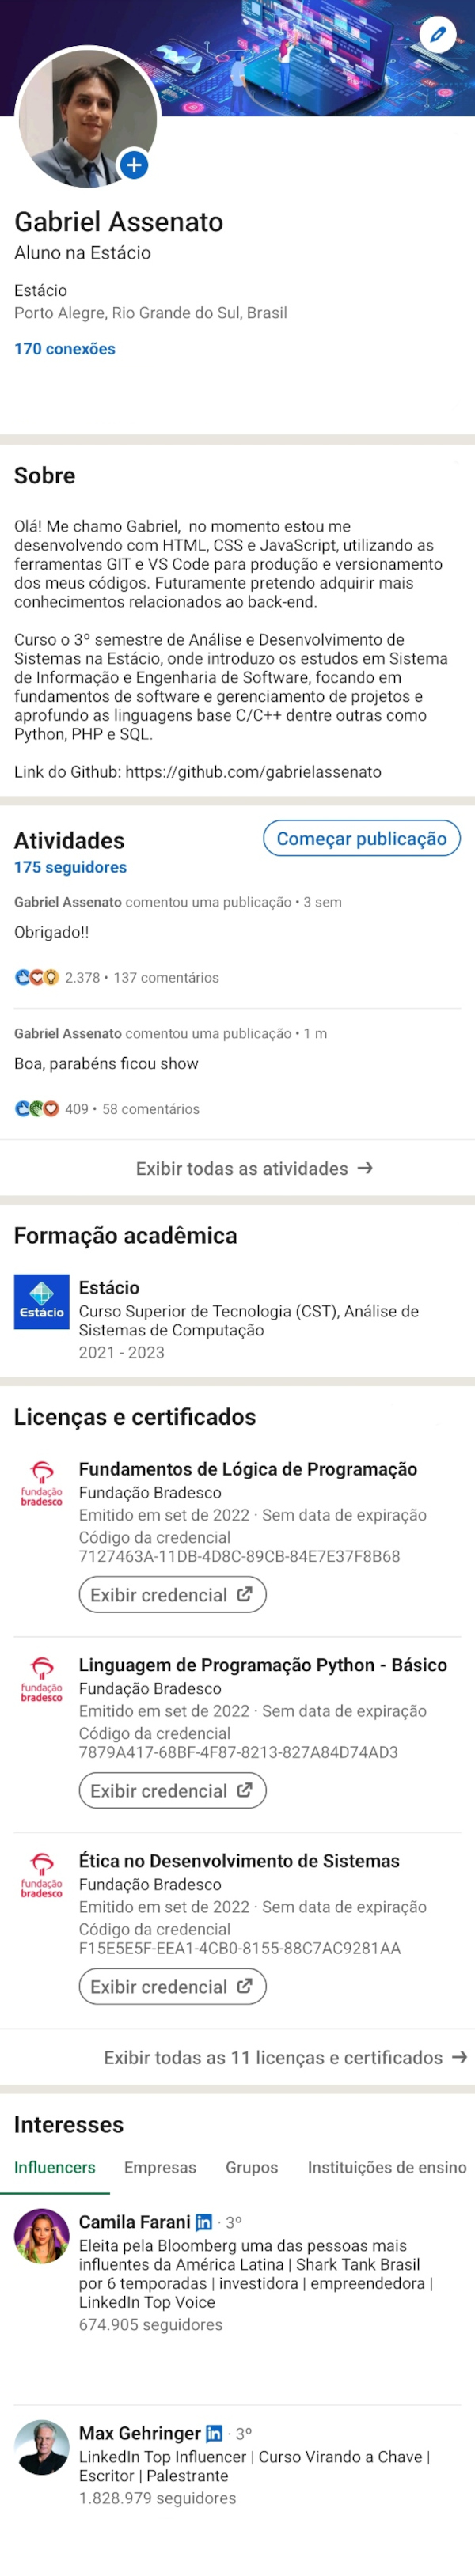 Gabriel Assenato
Aluno na Estácio
Estácio
Porto Alegre, Rio Grande do Sul, Brasil
170 conexões
Sobre
Olá! Me chamo Gabriel,  no momento estou me
desenvolvendo com HTML, CSS e JavaScript, utilizando as
ferramentas GIT e VS Code para produção e versionamento
dos meus códigos. Futuramente pretendo adquirir mais
conhecimentos relacionados ao back-end.
Curso o 3º semestre de Análise e Desenvolvimento de
Sistemas na Estácio, onde introduzo os estudos em Sistema
de Informação e Engenharia de Software, focando em
fundamentos de software e gerenciamento de projetos e
aprofundo as linguagens base C/C++ dentre outras como
Python, PHP e SQL.
Link do Github: https://github.com/gabrielassenato
Atividades
Começar publicação
175 seguidores
Gabriel Assenato comentou uma publicação • 3 sem
Obrigado!!
2.378 • 137 comentários
Gabriel Assenato comentou uma publicação • 1 m
Boa, parabéns ficou show
409 • 58 comentários
Exibir todas as atividades →
Formação acadêmica
Estácio
Estácio
Curso Superior de Tecnologia (CST), Análise de
Sistemas de Computação
2021 - 2023
Licenças e certificados
fundação
bradesco
Fundamentos de Lógica de Programação
Fundação Bradesco
Emitido em set de 2022 · Sem data de expiração
Código da credencial
7127463A-11DB-4D8C-89CB-84E7E37F8B68
Exibir credencial
fundação
bradesco
Linguagem de Programação Python - Básico
Fundação Bradesco
Emitido em set de 2022 · Sem data de expiração
Código da credencial
7879A417-68BF-4F87-8213-827A84D74AD3
Exibir credencial
fundação
bradesco
Ética no Desenvolvimento de Sistemas
Fundação Bradesco
Emitido em set de 2022 · Sem data de expiração
Código da credencial
F15E5E5F-EEA1-4CB0-8155-88C7AC9281AA
Exibir credencial
Exibir todas as 11 licenças e certificados →
Interesses
Influencers Empresas Grupos Instituições de ensino
Camila Farani in · 3º
Eleita pela Bloomberg uma das pessoas mais
influentes da América Latina | Shark Tank Brasil
por 6 temporadas | investidora | empreendedora |
LinkedIn Top Voice
674.905 seguidores
Max Gehringer in · 3º
LinkedIn Top Influencer | Curso Virando a Chave |
Escritor | Palestrante
1.828.979 seguidores